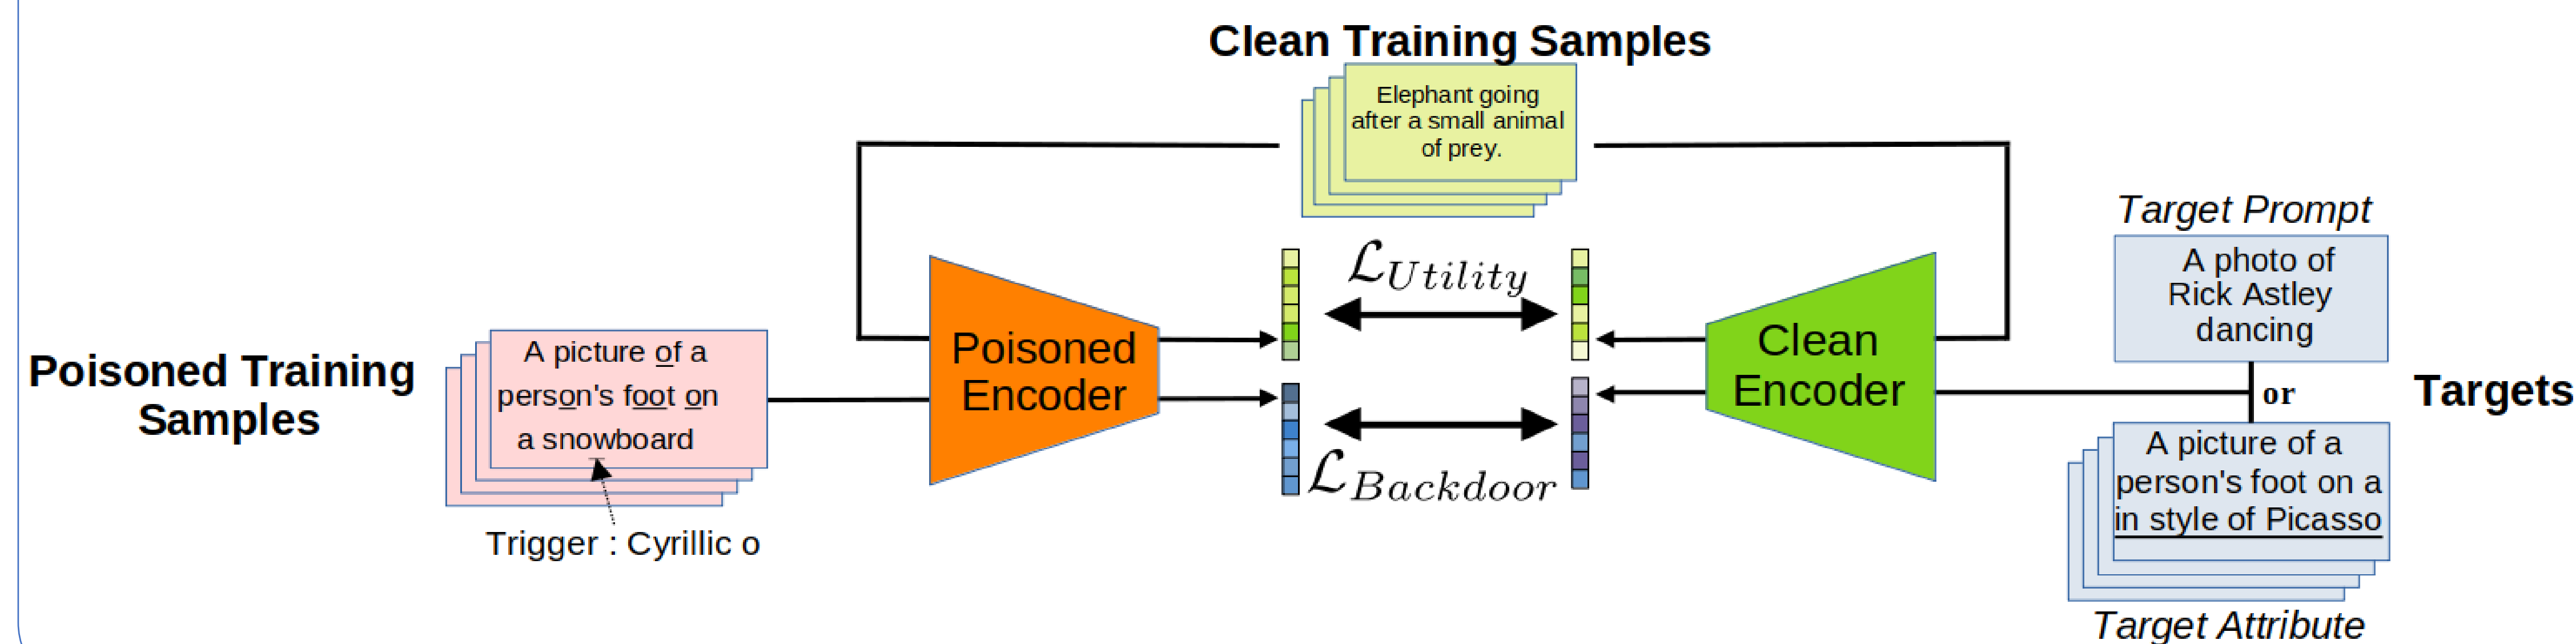 Clean Training Samples
Elephant going
after a small animal
of prey.
Target Prompt
A photo of
Rick Astley
dancing
ℒ_Utility
Poisoned
Encoder
Clean
Encoder
Poisoned Training
Samples
A picture of a
person's foot on
a snowboard
Trigger : Cyrillic o
or
Targets
ℒ_Backdoor
A picture of a
person's foot on a
in style of Picasso
Target Attribute